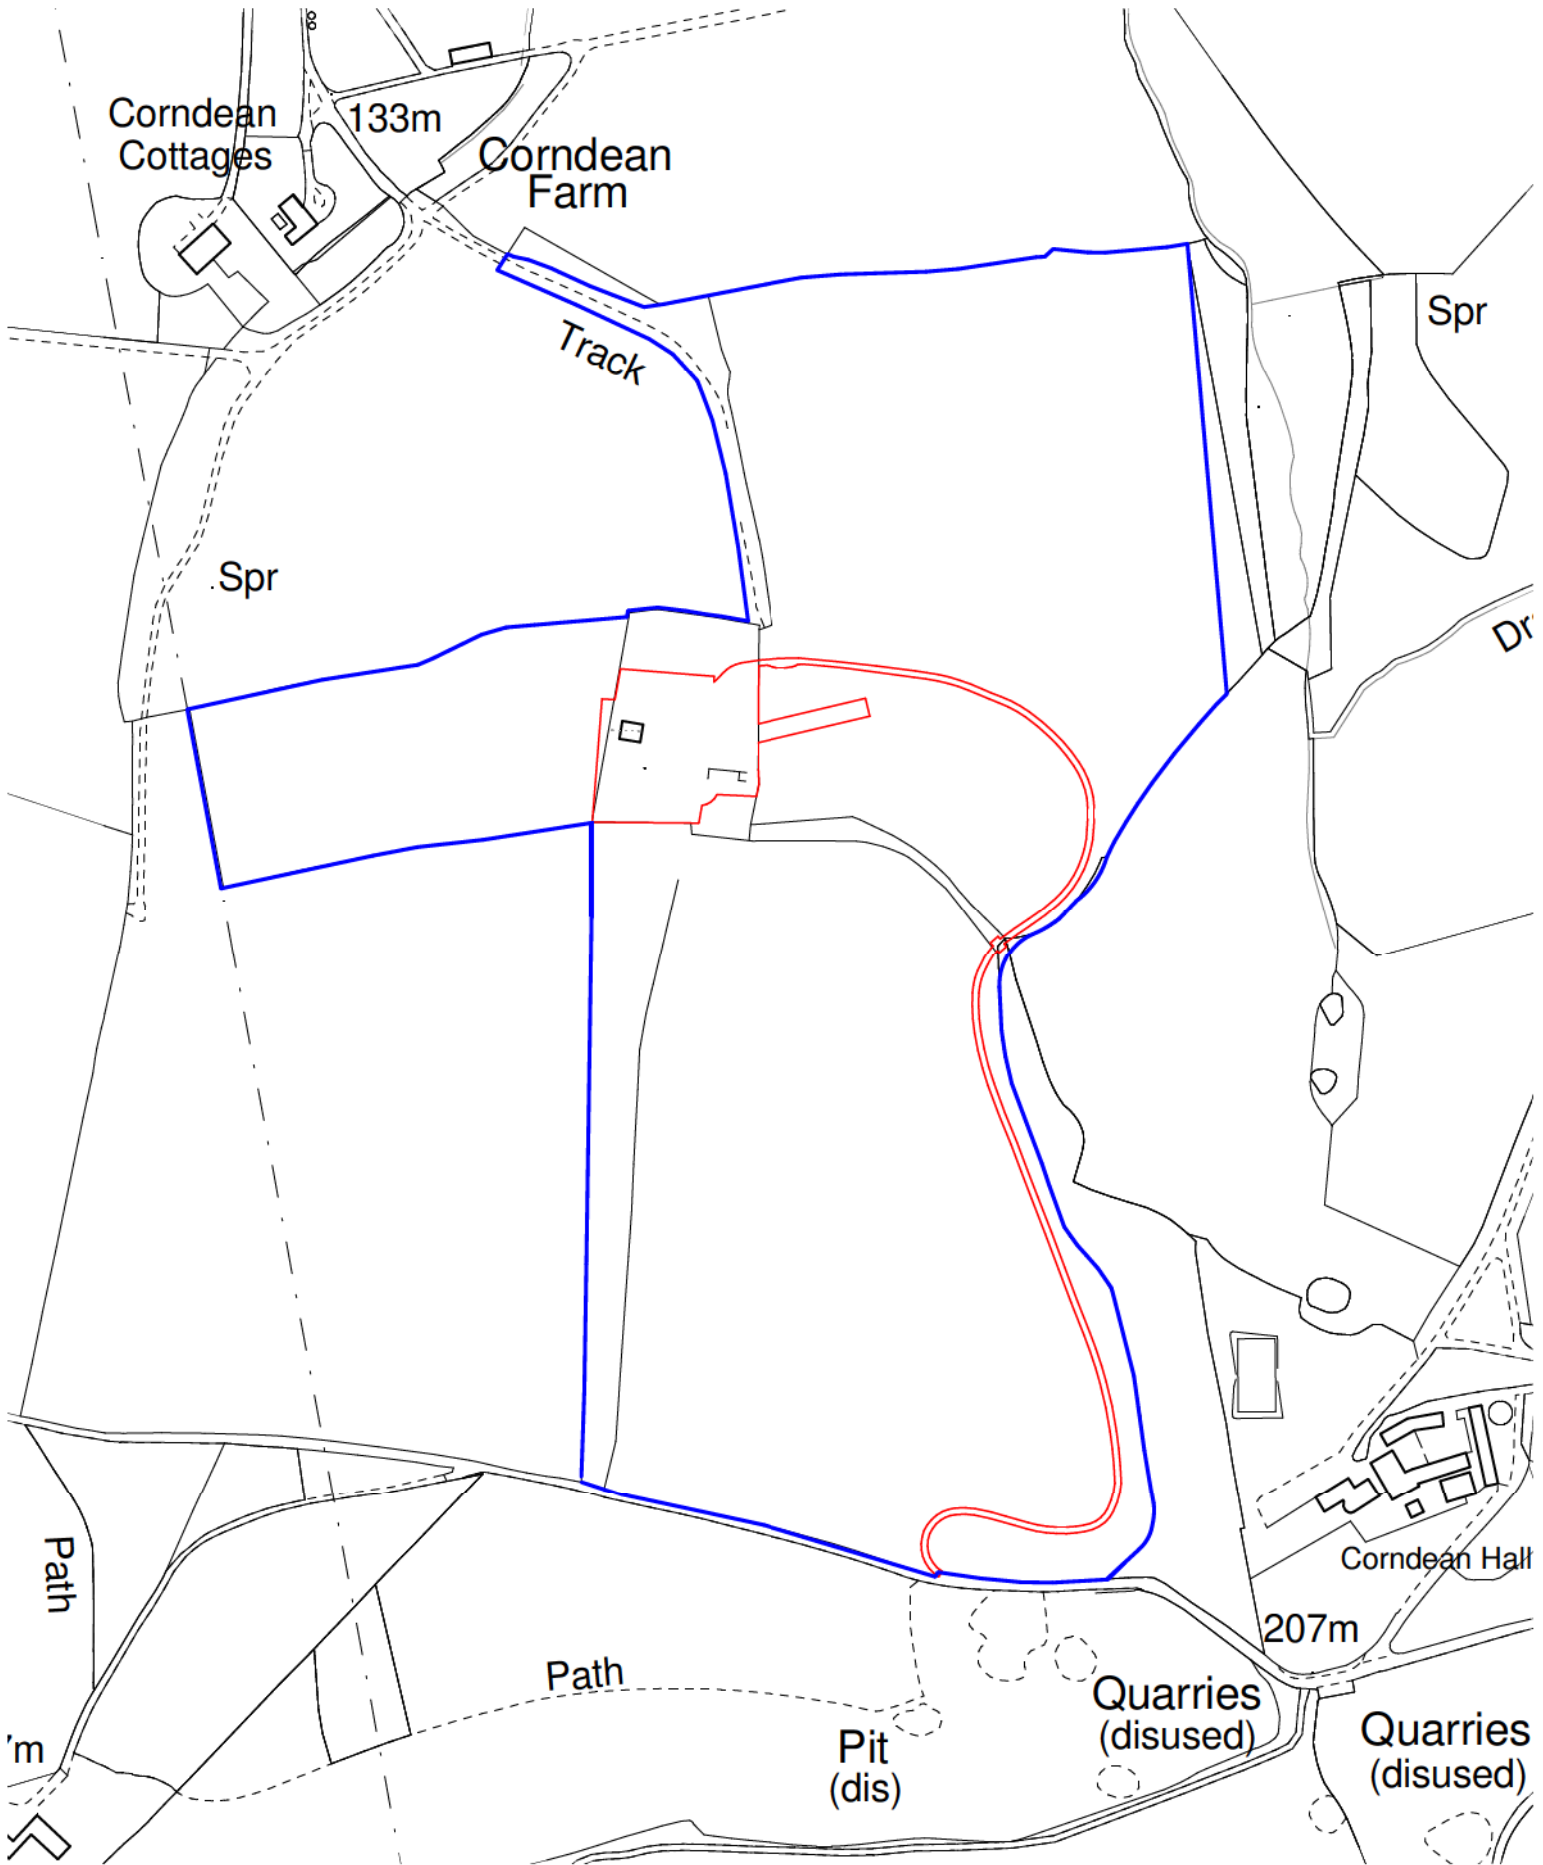 Corndean
Cottages
133m
Corndean
Farm
Spr
Track
Spr
Path
Corndean Hall
207m
Path
Quarries
(disused)
Quarries
(disused)
Pit
(dis)